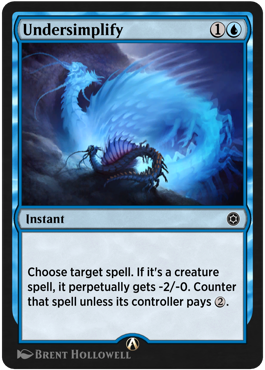 Undersimplify 1
Instant
Choose target spell. If it's a creature
spell, it perpetually gets -2/-0. Counter
that spell unless its controller pays 2.
BRENT HOLLOWELL